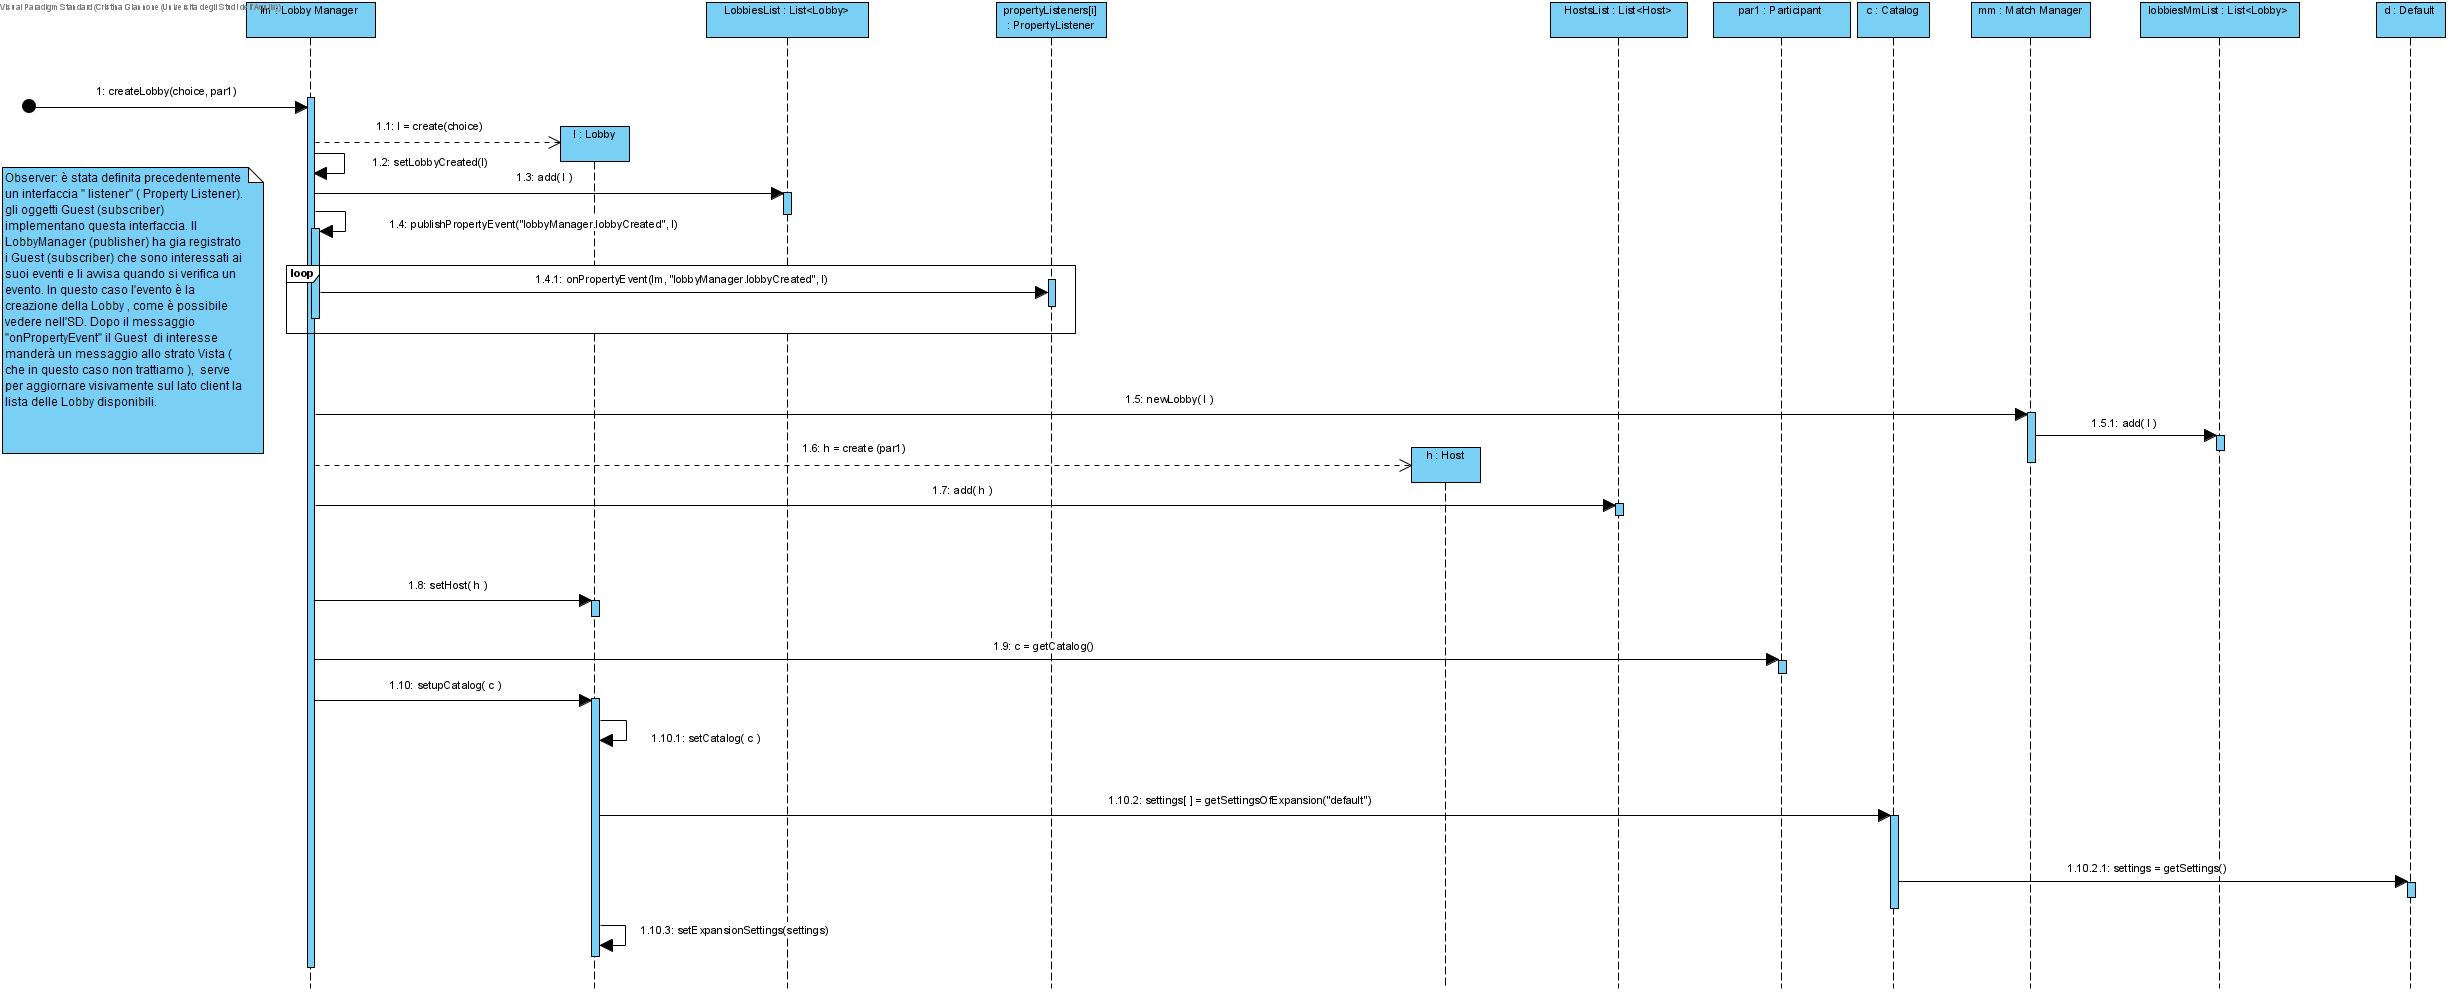 Visual Paradigm Standard (Cristina Giannone (Università degli Studi dell'Aquila))
lm : Lobby Manager
LobbiesList : List<Lobby>
propertyListeners[i]
: PropertyListener
HostsList : List<Host>
par1 : Participant
c : Catalog
mm : Match Manager
lobbiesMmList : List<Lobby>
d : Default
1: createLobby(choice, par1)
1.1: l = create(choice)
l : Lobby
1.2: setLobbyCreated(l)
1.3: add( l )
Observer: è stata definita precedentemente
un interfaccia " listener" ( Property Listener).
gli oggetti Guest (subscriber)
implementano questa interfaccia. Il
LobbyManager (publisher) ha gia registrato
i Guest (subscriber) che sono interessati ai
suoi eventi e li avvisa quando si verifica un
evento. In questo caso l'evento è la
creazione della Lobby , come è possibile
vedere nell'SD. Dopo il messaggio
"onPropertyEvent" il Guest  di interesse
manderà un messaggio allo strato Vista (
che in questo caso non trattiamo ),  serve
per aggiornare visivamente sul lato client la
lista delle Lobby disponibili.
1.4: publishPropertyEvent("lobbyManager.lobbyCreated", l)
loop
1.4.1: onPropertyEvent(lm, "lobbyManager.lobbyCreated", l)
1.5: newLobby( l )
1.5.1: add( l )
1.6: h = create (par1)
h : Host
1.7: add( h )
1.8: setHost( h )
1.9: c = getCatalog()
1.10: setupCatalog( c )
1.10.1: setCatalog( c )
1.10.2: settings[ ] = getSettingsOfExpansion("default")
1.10.2.1: settings = getSettings()
1.10.3: setExpansionSettings(settings)